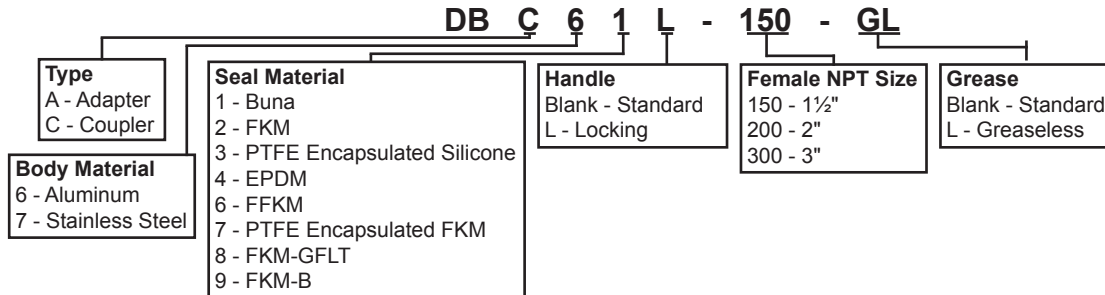 DB C 6 1 L - 150 - GL
Type
A - Adapter
C - Coupler
Body Material
6 - Aluminum
7 - Stainless Steel
Seal Material
1 - Buna
2 - FKM
3 - PTFE Encapsulated Silicone
4 - EPDM
6 - FFKM
7 - PTFE Encapsulated FKM
8 - FKM-GFLT
9 - FKM-B
Handle
Blank - Standard
L - Locking
Female NPT Size
150 - 1½"
200 - 2"
300 - 3"
Grease
Blank - Standard
L - Greaseless